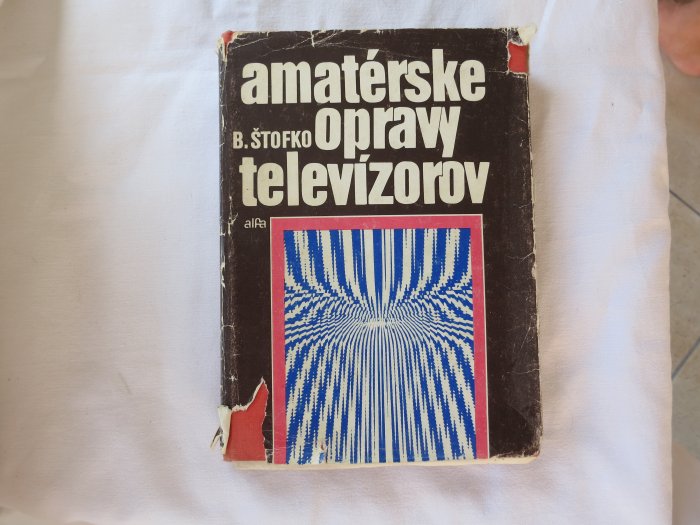 amatérske
B. ŠTOFKO opravy
televízorov
alfa